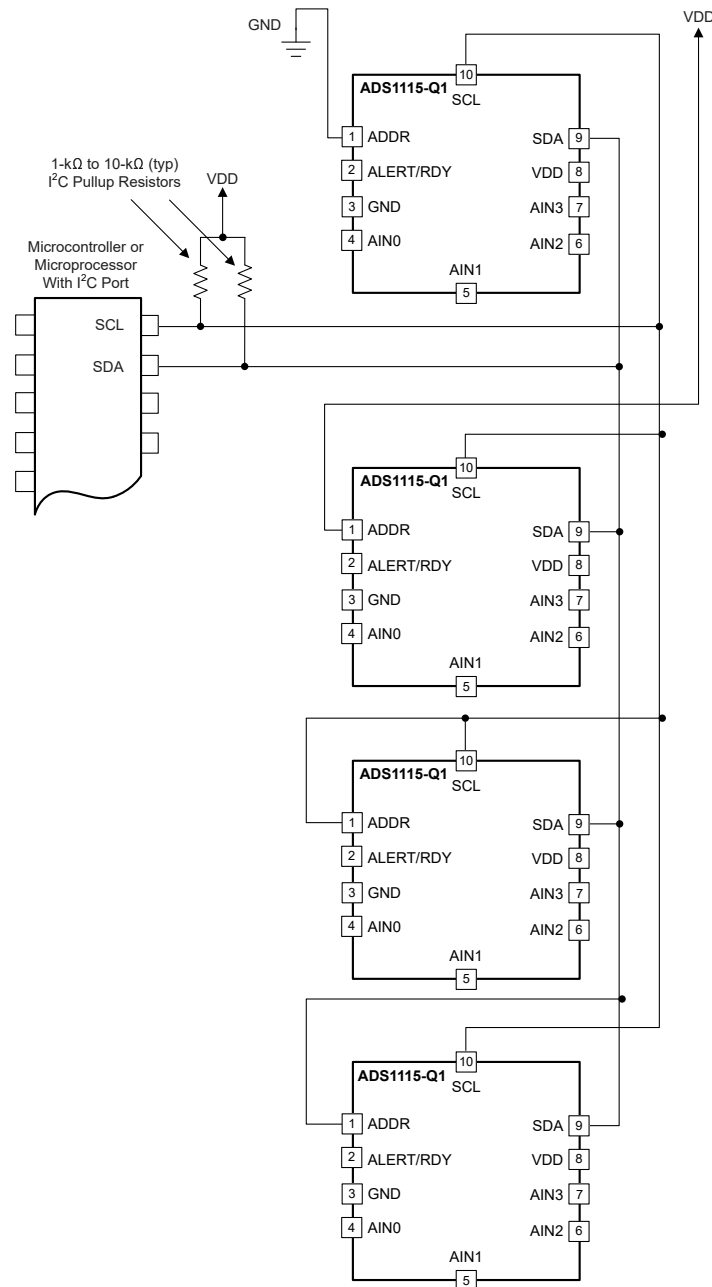 GND
VDD
10
ADS1115-Q1
SCL
1 ADDR
SDA 9
2 ALERT/RDY
VDD 8
3 GND
AIN3 7
4 AIN0
AIN2 6
AIN1
5
1-kΩ to 10-kΩ (typ)
I²C Pullup Resistors
VDD
Microcontroller or
Microprocessor
With I²C Port
SCL
SDA
10
ADS1115-Q1
SCL
1 ADDR
SDA 9
2 ALERT/RDY
VDD 8
3 GND
AIN3 7
4 AIN0
AIN2 6
AIN1
5
10
ADS1115-Q1
SCL
1 ADDR
SDA 9
2 ALERT/RDY
VDD 8
3 GND
AIN3 7
4 AIN0
AIN2 6
AIN1
5
10
ADS1115-Q1
SCL
1 ADDR
SDA 9
2 ALERT/RDY
VDD 8
3 GND
AIN3 7
4 AIN0
AIN2 6
AIN1
5